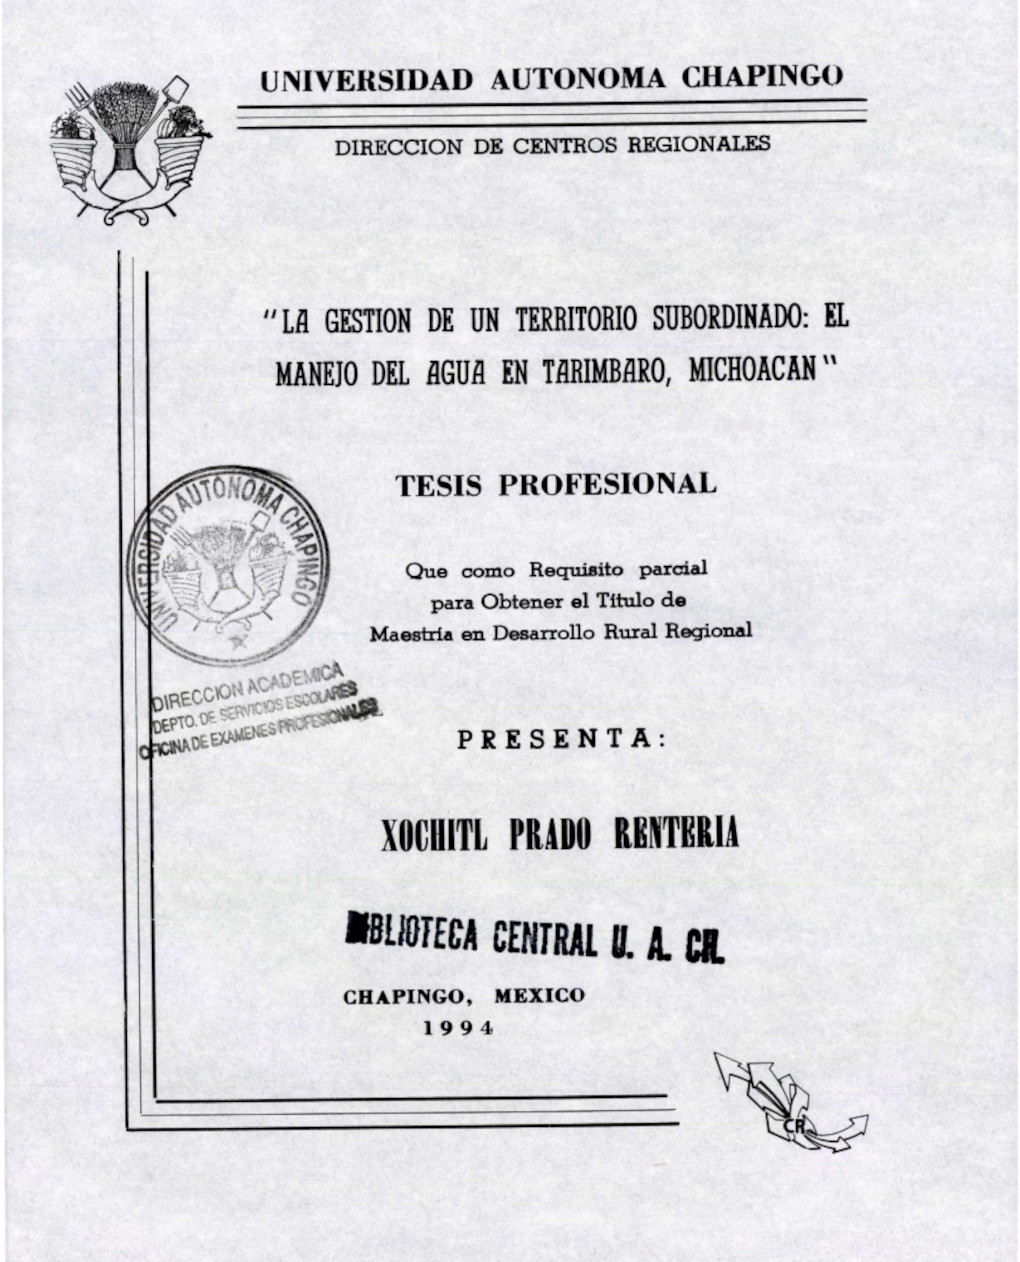 UNIVERSIDAD AUTONOMA CHAPINGO
DIRECCION DE CENTROS REGIONALES
"LA GESTION DE UN TERRITORIO SUBORDINADO: EL
MANEJO DEL AGUA EN TARIMBARO, MICHOACAN"
TESIS PROFESIONAL
Que como Requisito parcial
para Obtener el Título de
Maestría en Desarrollo Rural Regional
UNIVERSIDAD AUTONOMA CHAPINGO
DIRECCION ACADEMICA
DEPTO. DE SERVICIOS ESCOLARES
OFICINA DE EXAMENES PROFESIONALES
PRESENTA:
XOCHITL PRADO RENTERIA
BIBLIOTECA CENTRAL U. A. CH.
CHAPINGO, MEXICO
1994
CR